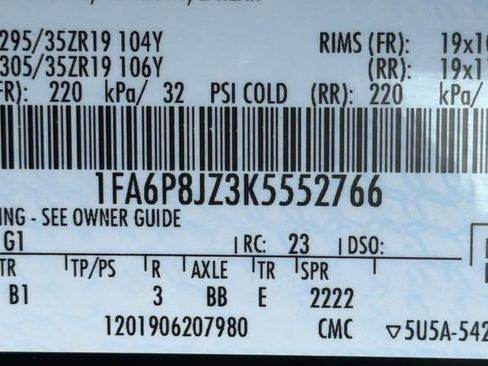 295/35ZR19 104Y RIMS (FR): 19x10
305/35ZR19 106Y (RR): 19x1
FR): 220 kPa/ 32 PSI COLD (RR): 220 kPa/
1FA6P8JZ3K5552766
ING - SEE OWNER GUIDE
G1 RC: 23 DSO:
TR TP/PS R AXLE TR SPR
B1 3 BB E 2222
1201906207980 CMC ▽5U5A-542